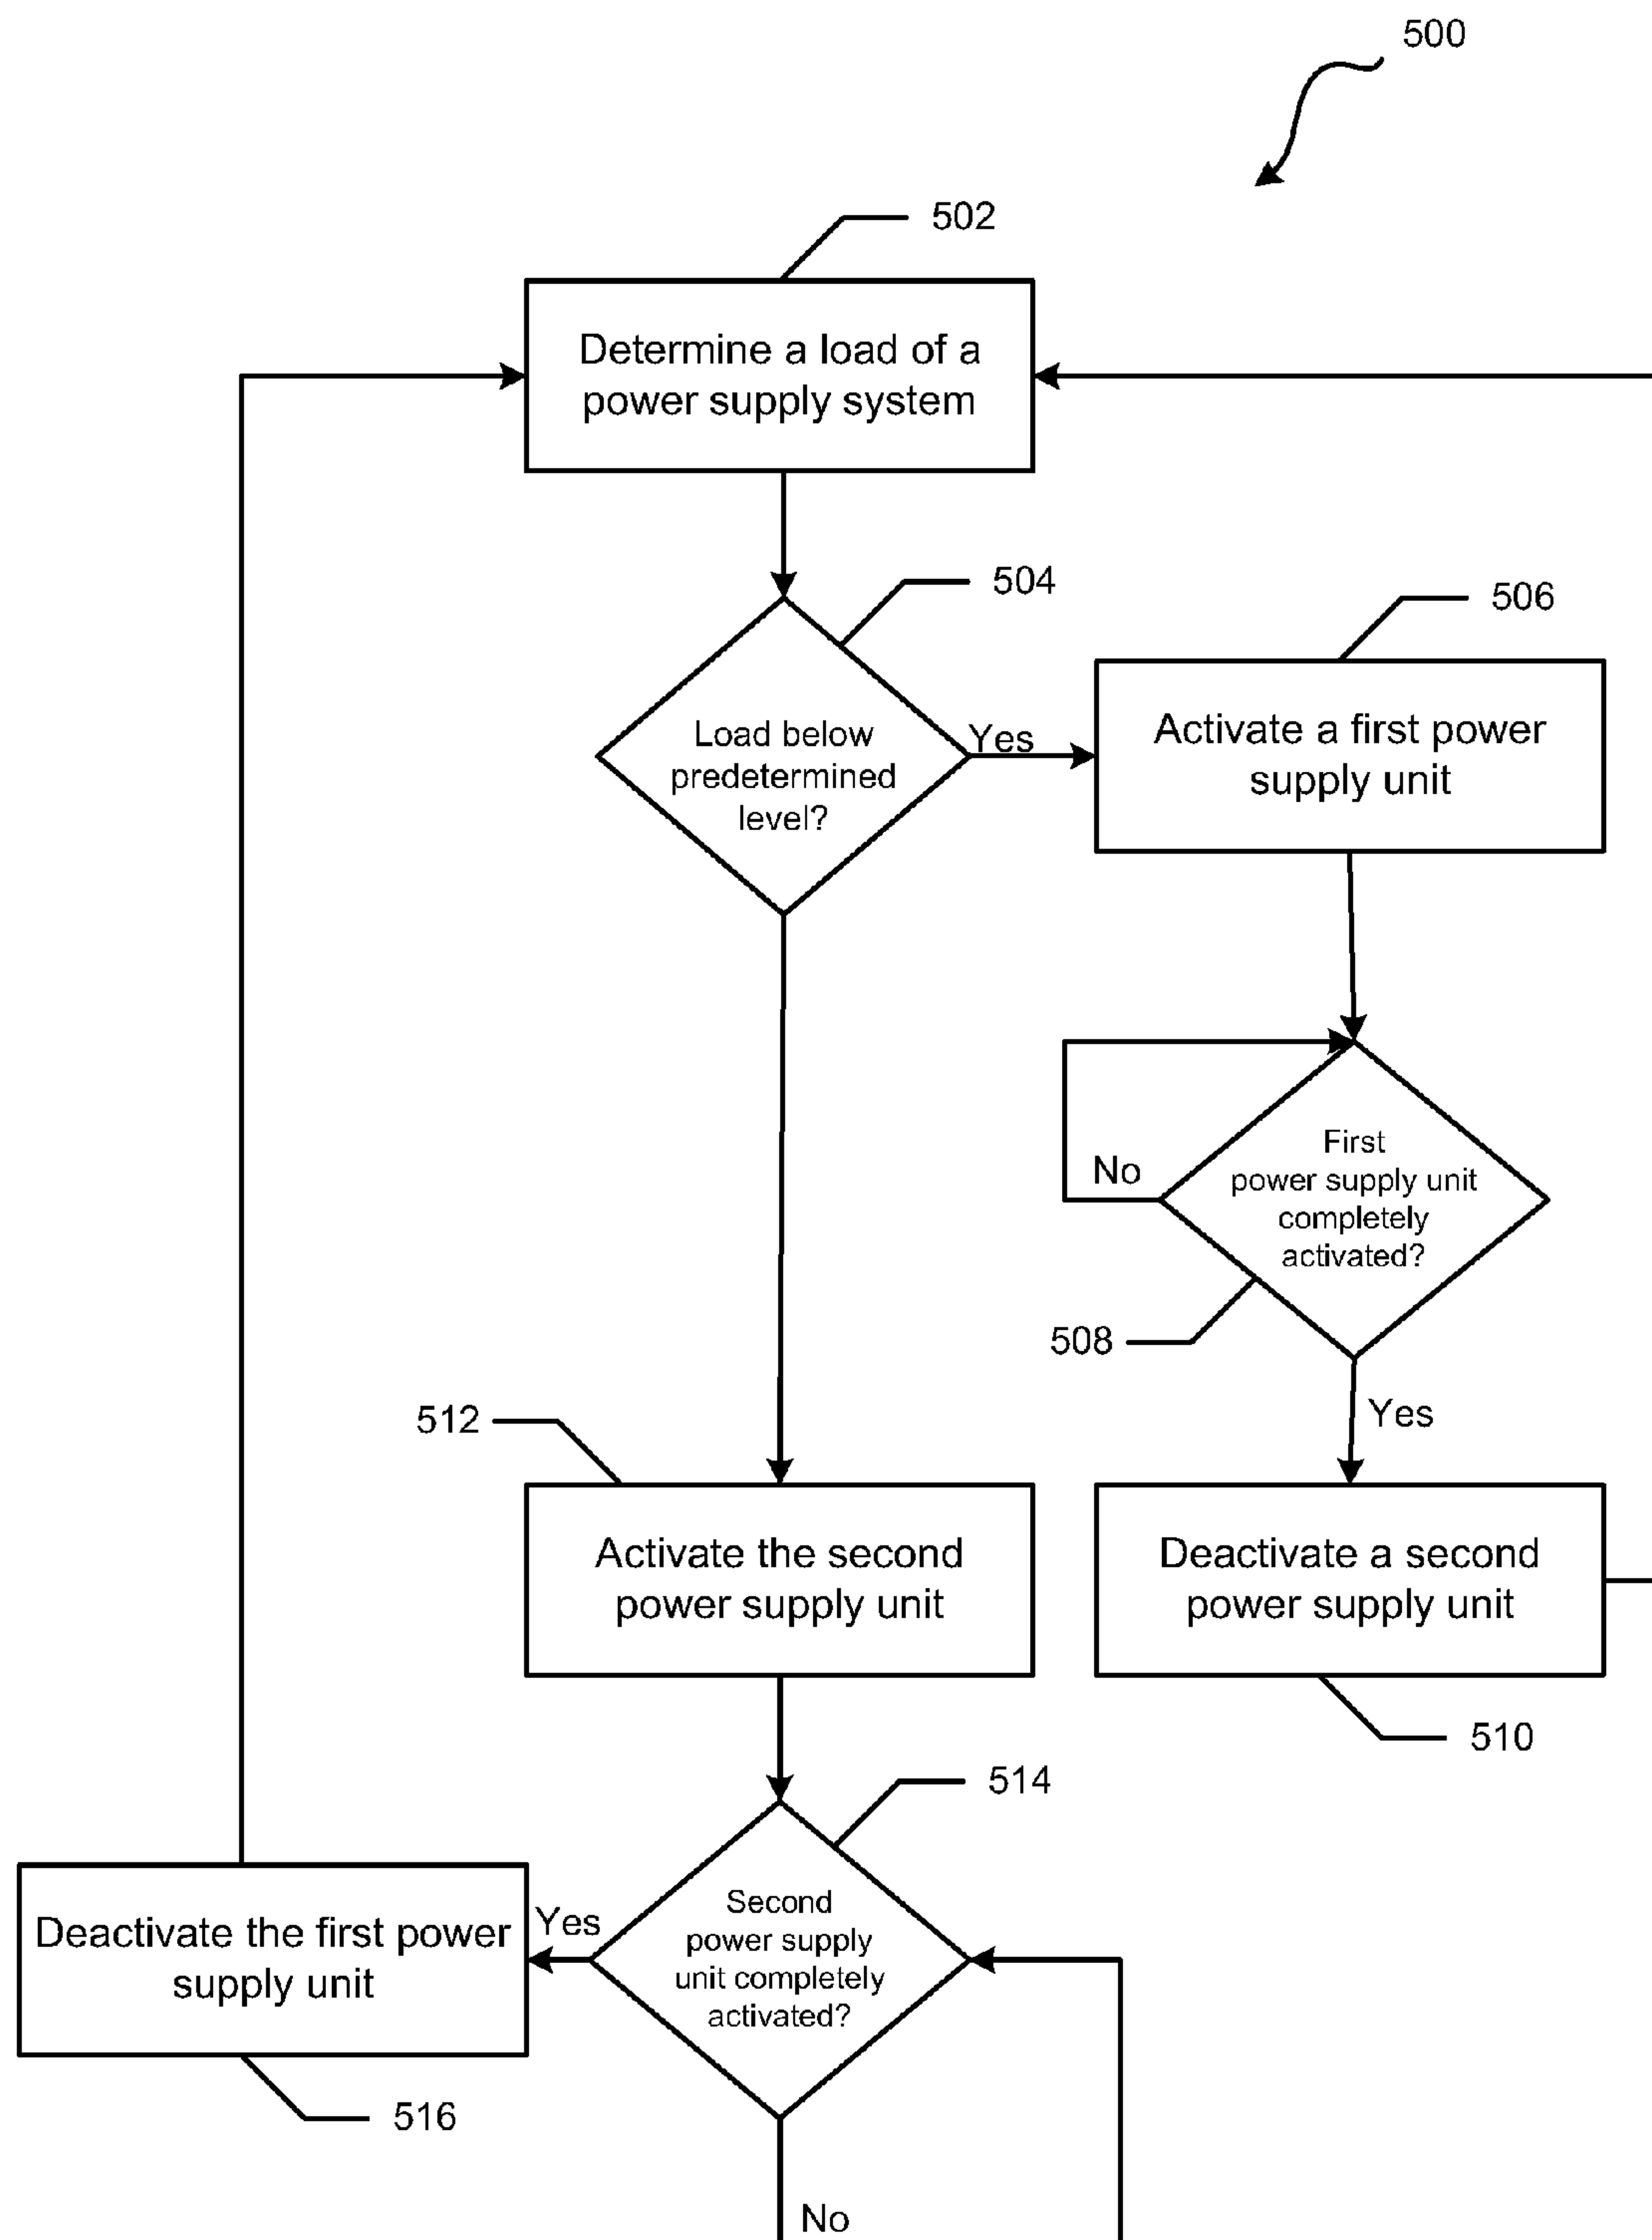 500
502
Determine a load of a
power supply system
504
506
Load below
predetermined
level?
Yes
Activate a first power
supply unit
First
power supply unit
completely
activated?
No
508
Yes
512
Activate the second
power supply unit
Deactivate a second
power supply unit
510
514
Second
power supply
unit completely
activated?
Yes
Deactivate the first power
supply unit
516
No